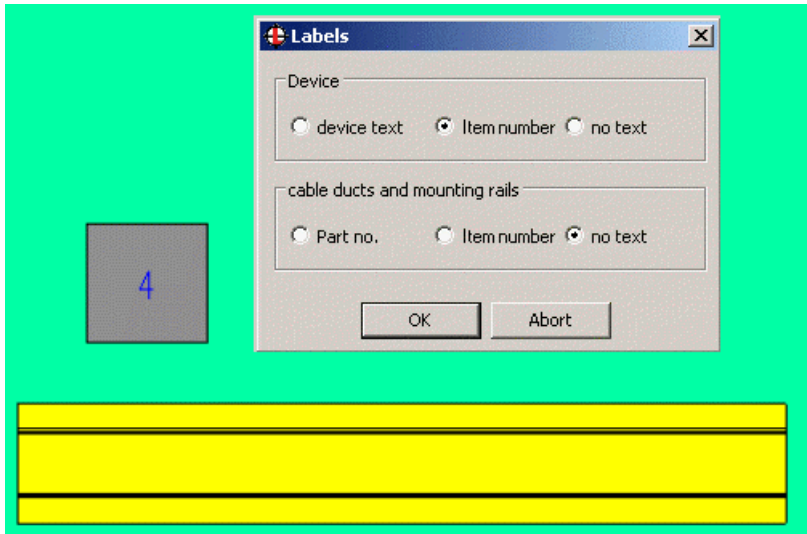 Labels
Device
device text Item number no text
cable ducts and mounting rails
Part no. Item number no text
4
OK Abort